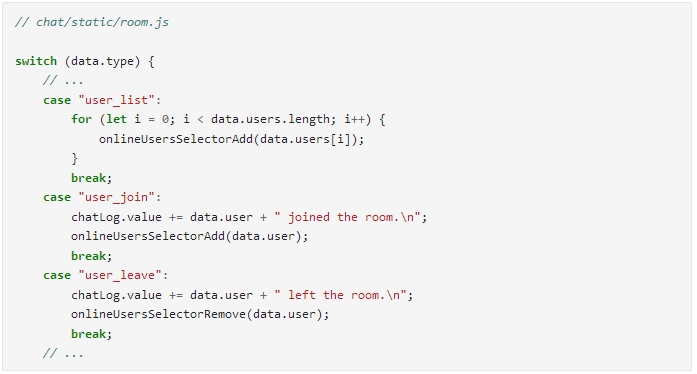 // chat/static/room.js

switch (data.type) {
    // ...
    case "user_list":
        for (let i = 0; i < data.users.length; i++) {
            onlineUsersSelectorAdd(data.users[i]);
        }
        break;
    case "user_join":
        chatLog.value += data.user + " joined the room.\n";
        onlineUsersSelectorAdd(data.user);
        break;
    case "user_leave":
        chatLog.value += data.user + " left the room.\n";
        onlineUsersSelectorRemove(data.user);
        break;
    // ...